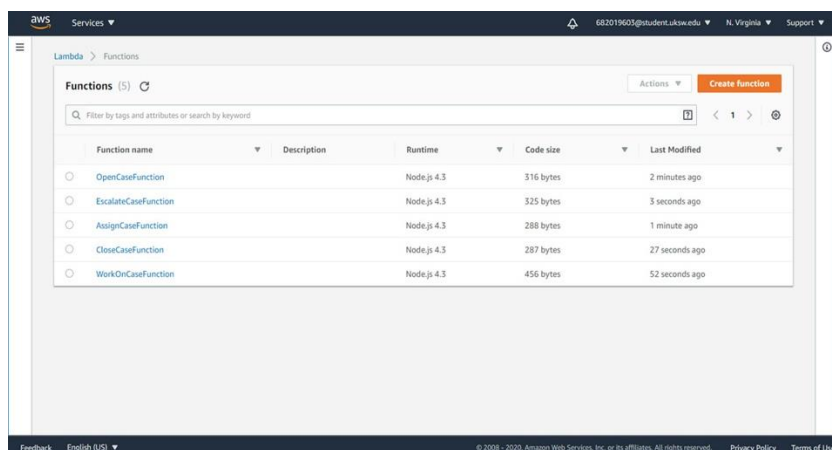 aws Services ▼ 682019603@student.uksw.edu ▼ N. Virginia ▼ Support ▼
Lambda > Functions
Functions (5) Actions ▼ Create function
Filter by tags and attributes or search by keyword ? < 1 >
Function name ▼ Description Runtime ▼ Code size ▼ Last Modified ▼
OpenCaseFunction Node.js 4.3 316 bytes 2 minutes ago
EscalateCaseFunction Node.js 4.3 325 bytes 3 seconds ago
AssignCaseFunction Node.js 4.3 288 bytes 1 minute ago
CloseCaseFunction Node.js 4.3 287 bytes 27 seconds ago
WorkOnCaseFunction Node.js 4.3 456 bytes 52 seconds ago
Feedback English (US) ▼ © 2008 - 2020, Amazon Web Services, Inc. or its affiliates. All rights reserved. Privacy Policy Terms of Us